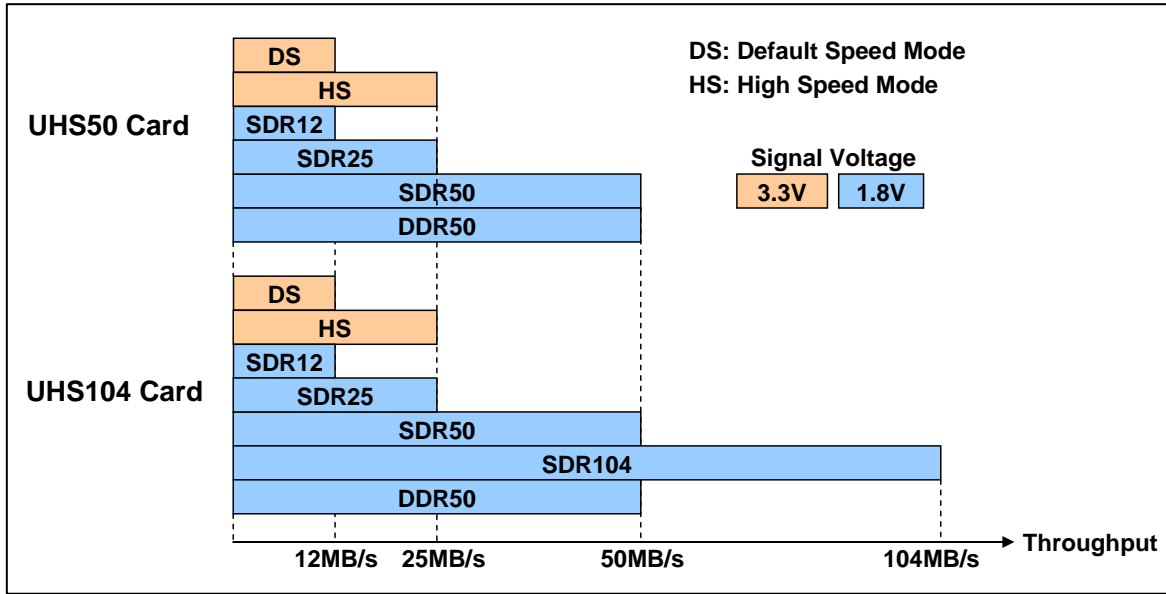 DS: Default Speed Mode
HS: High Speed Mode
Signal Voltage
3.3V 1.8V
UHS50 Card
DS
HS
SDR12
SDR25
SDR50
DDR50
UHS104 Card
DS
HS
SDR12
SDR25
SDR50
SDR104
DDR50
12MB/s 25MB/s 50MB/s 104MB/s
Throughput